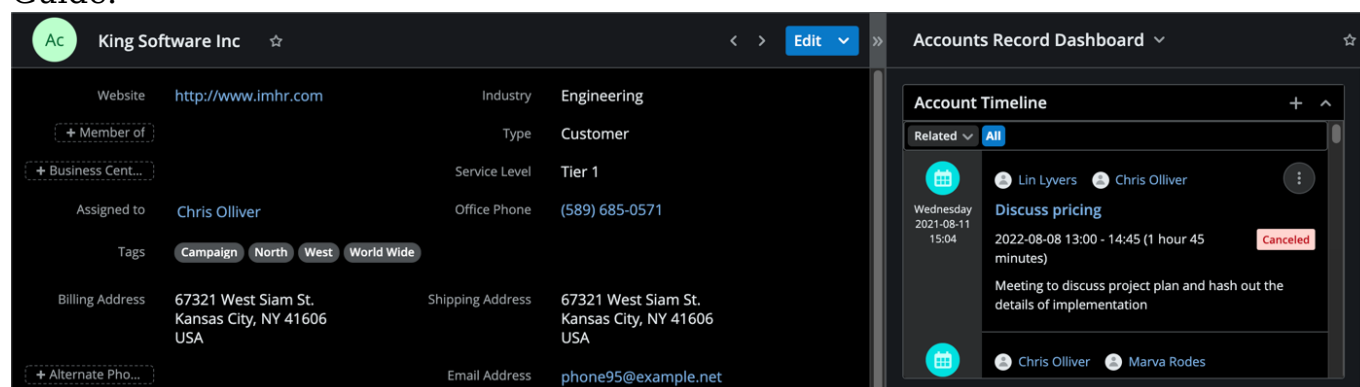 Guide.
Ac King Software Inc Edit
Accounts Record Dashboard
Website http://www.imhr.com Industry Engineering
+ Member of Type Customer
+ Business Cent... Service Level Tier 1
Assigned to Chris Olliver Office Phone (589) 685-0571
Tags Campaign North West World Wide
Billing Address 67321 West Siam St. Shipping Address 67321 West Siam St.
Kansas City, NY 41606 Kansas City, NY 41606
USA USA
+ Alternate Pho... Email Address phone95@example.net
Account Timeline
Related All
Lin Lyvers Chris Olliver
Wednesday
2021-08-11
15:04
Discuss pricing
2022-08-08 13:00 - 14:45 (1 hour 45 Canceled
minutes)
Meeting to discuss project plan and hash out the
details of implementation
Chris Olliver Marva Rodes